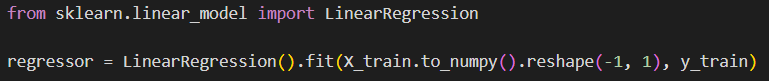 from sklearn.linear_model import LinearRegression
regressor = LinearRegression().fit(X_train.to_numpy().reshape(-1, 1), y_train)